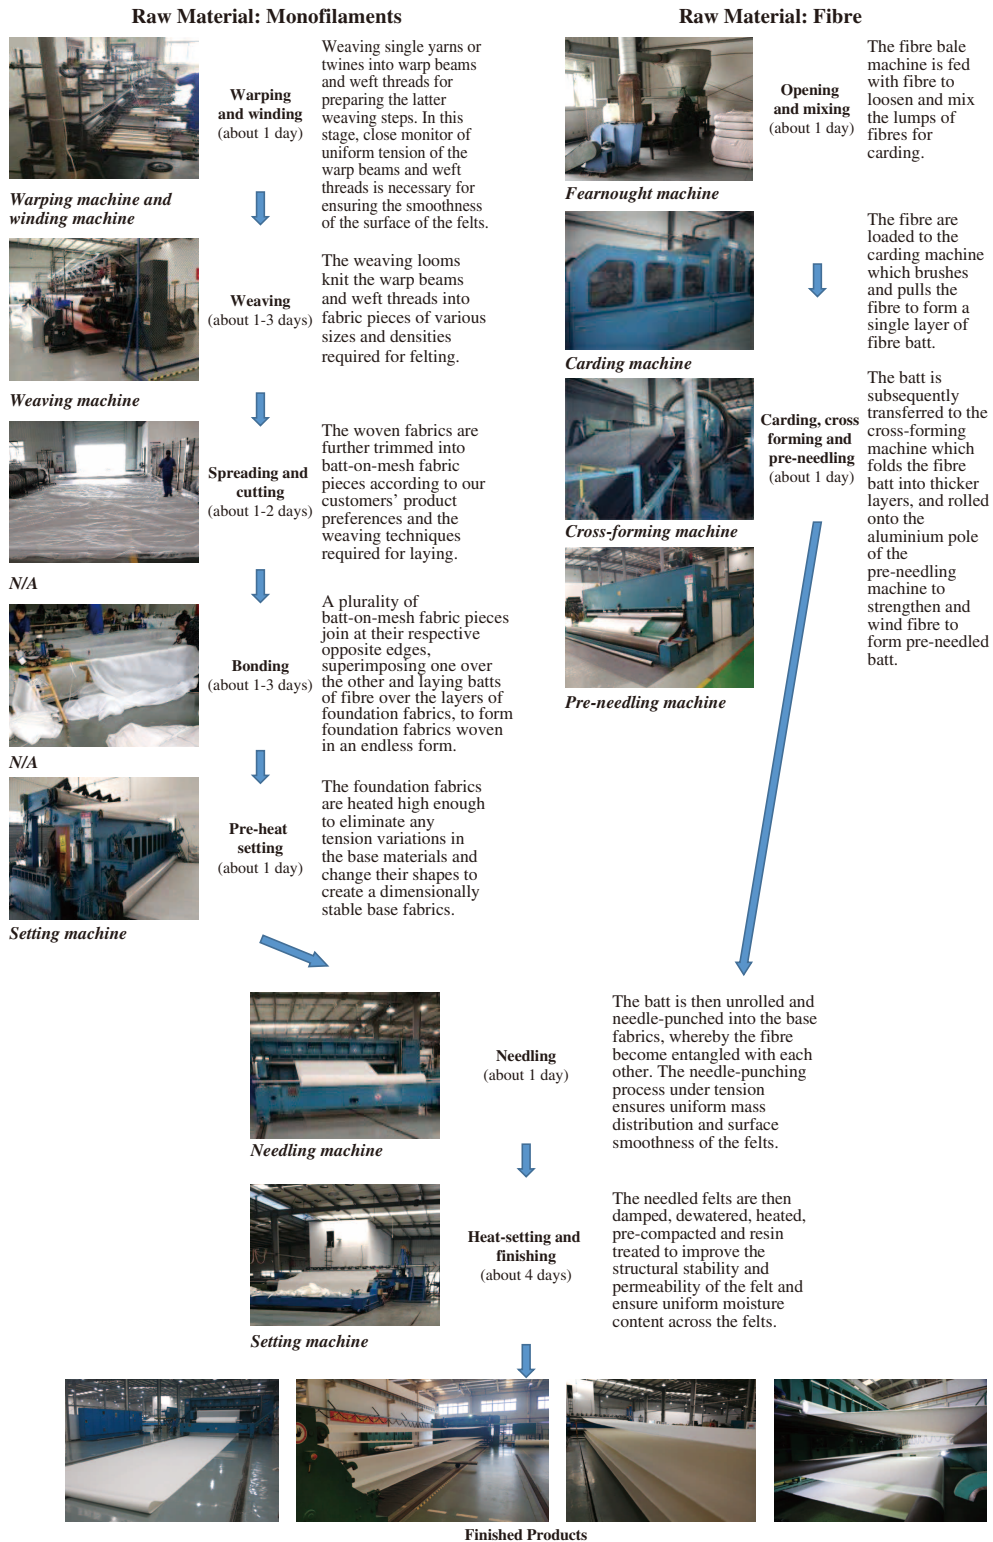 Raw Material: Monofilaments
Warping
and winding
(about 1 day)
Weaving single yarns or
twines into warp beams
and weft threads for
preparing the latter
weaving steps. In this
stage, close monitor of
uniform tension of the
warp beams and weft
threads is necessary for
ensuring the smoothness
of the surface of the felts.
Warping machine and
winding machine
Weaving
(about 1-3 days)
The weaving looms
knit the warp beams
and weft threads into
fabric pieces of various
sizes and densities
required for felting.
Weaving machine
Spreading and
cutting
(about 1-2 days)
The woven fabrics are
further trimmed into
batt-on-mesh fabric
pieces according to our
customers’ product
preferences and the
weaving techniques
required for laying.
N/A
Bonding
(about 1-3 days)
A plurality of
batt-on-mesh fabric pieces
join at their respective
opposite edges,
superimposing one over
the other and laying batts
of fibre over the layers of
foundation fabrics, to form
foundation fabrics woven
in an endless form.
N/A
Pre-heat
setting
(about 1 day)
The foundation fabrics
are heated high enough
to eliminate any
tension variations in
the base materials and
change their shapes to
create a dimensionally
stable base fabrics.
Setting machine
Raw Material: Fibre
Opening
and mixing
(about 1 day)
The fibre bale
machine is fed
with fibre to
loosen and mix
the lumps of
fibres for
carding.
Fearnought machine
The fibre are
loaded to the
carding machine
which brushes
and pulls the
fibre to form a
single layer of
fibre batt.
Carding machine
Carding, cross
forming and
pre-needling
(about 1 day)
The batt is
subsequently
transferred to the
cross-forming
machine which
folds the fibre
batt into thicker
layers, and rolled
onto the
aluminium pole
of the
pre-needling
machine to
strengthen and
wind fibre to
form pre-needled
batt.
Cross-forming machine
Pre-needling machine
Needling
(about 1 day)
The batt is then unrolled and
needle-punched into the base
fabrics, whereby the fibre
become entangled with each
other. The needle-punching
process under tension
ensures uniform mass
distribution and surface
smoothness of the felts.
Needling machine
Heat-setting and
finishing
(about 4 days)
The needled felts are then
damped, dewatered, heated,
pre-compacted and resin
treated to improve the
structural stability and
permeability of the felt and
ensure uniform moisture
content across the felts.
Setting machine
Finished Products